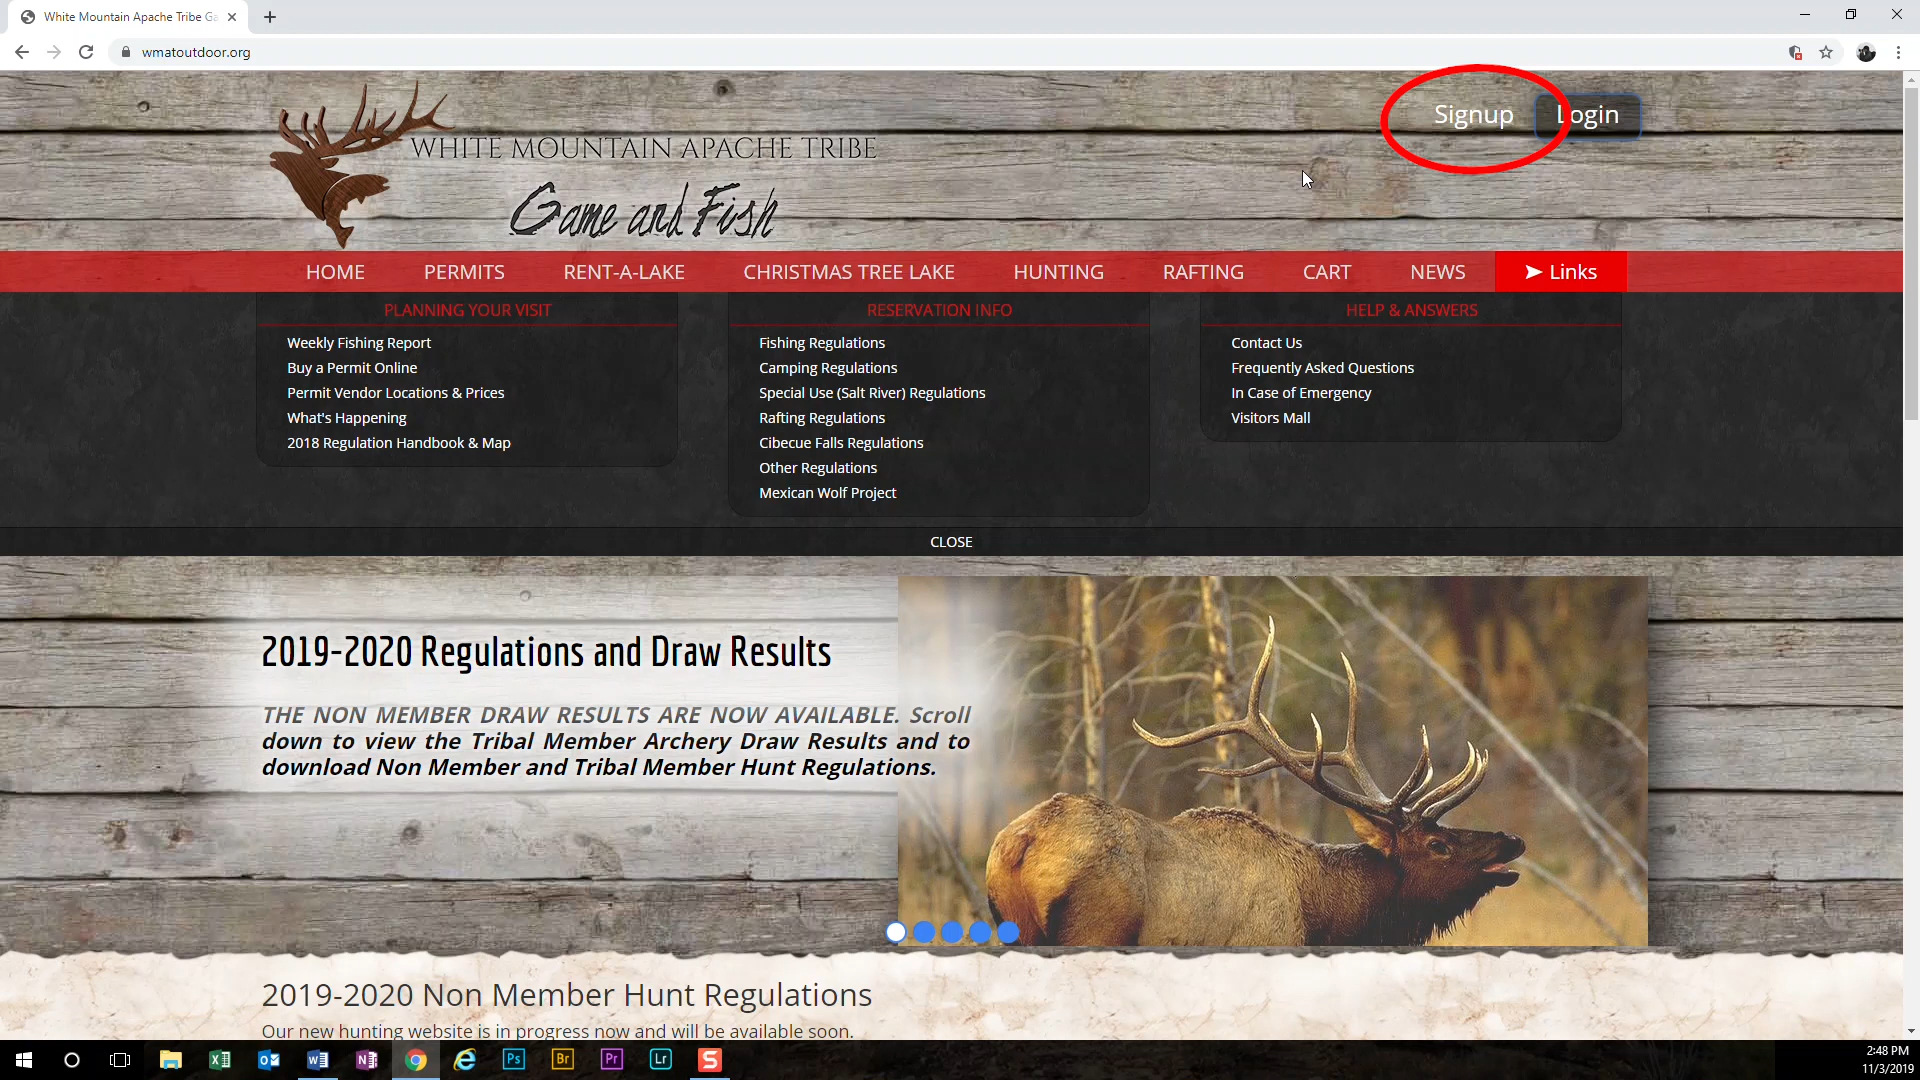 White Mountain Apache Tribe Ga
wmatoutdoor.org
Signup
Login
WHITE MOUNTAIN APACHE TRIBE
Game and Fish
HOME
PERMITS
RENT-A-LAKE
CHRISTMAS TREE LAKE
HUNTING
RAFTING
CART
NEWS
➤ Links
PLANNING YOUR VISIT
Weekly Fishing Report
Buy a Permit Online
Permit Vendor Locations & Prices
What's Happening
2018 Regulation Handbook & Map
RESERVATION INFO
Fishing Regulations
Camping Regulations
Special Use (Salt River) Regulations
Rafting Regulations
Cibecue Falls Regulations
Other Regulations
Mexican Wolf Project
HELP & ANSWERS
Contact Us
Frequently Asked Questions
In Case of Emergency
Visitors Mall
CLOSE
2019-2020 Regulations and Draw Results
THE NON MEMBER DRAW RESULTS ARE NOW AVAILABLE. Scroll
down to view the Tribal Member Archery Draw Results and to
download Non Member and Tribal Member Hunt Regulations.
2019-2020 Non Member Hunt Regulations
Our new hunting website is in progress now and will be available soon.
Ps
Br
Pr
Lr
2:48 PM
11/3/2019